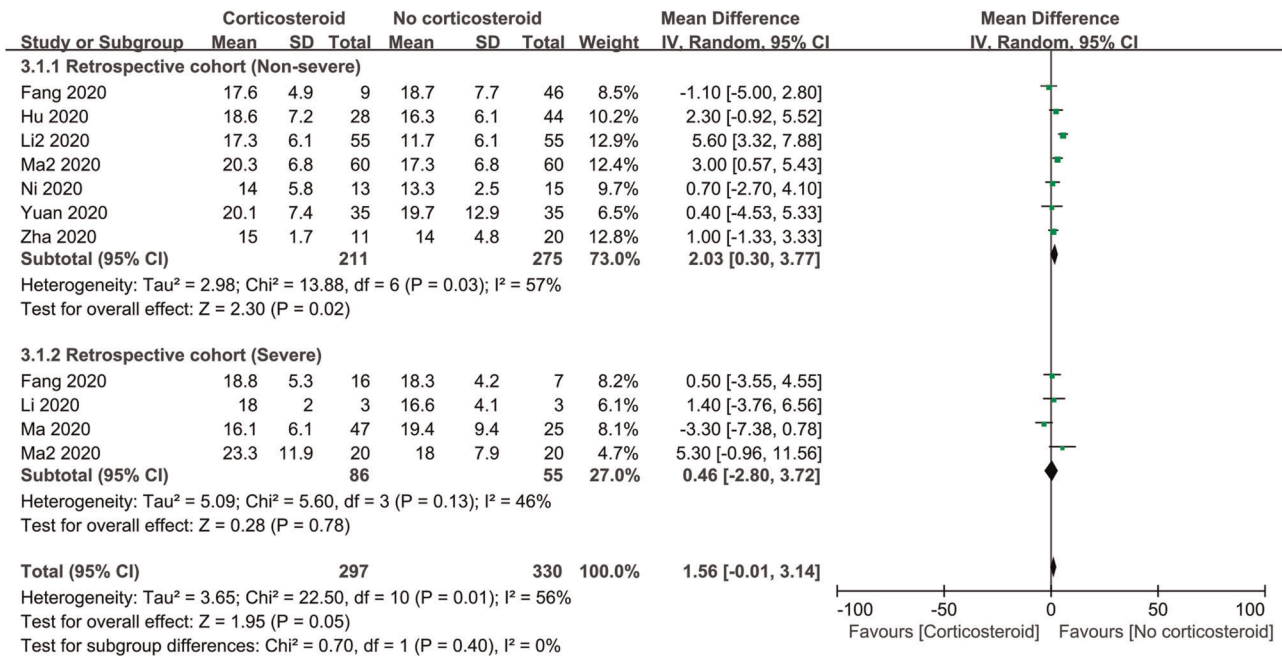 Corticosteroid No corticosteroid Mean Difference Mean Difference
Study or Subgroup Mean SD Total Mean SD Total Weight IV, Random, 95% CI IV, Random, 95% CI
3.1.1 Retrospective cohort (Non-severe)
Fang 2020 17.6 4.9 9 18.7 7.7 46 8.5% -1.10 [-5.00, 2.80]
Hu 2020 18.6 7.2 28 16.3 6.1 44 10.2% 2.30 [-0.92, 5.52]
Li2 2020 17.3 6.1 55 11.7 6.1 55 12.9% 5.60 [3.32, 7.88]
Ma2 2020 20.3 6.8 60 17.3 6.8 60 12.4% 3.00 [0.57, 5.43]
Ni 2020 14 5.8 13 13.3 2.5 15 9.7% 0.70 [-2.70, 4.10]
Yuan 2020 20.1 7.4 35 19.7 12.9 35 6.5% 0.40 [-4.53, 5.33]
Zha 2020 15 1.7 11 14 4.8 20 12.8% 1.00 [-1.33, 3.33]
Subtotal (95% CI) 211 275 73.0% 2.03 [0.30, 3.77]
Heterogeneity: Tau² = 2.98; Chi² = 13.88, df = 6 (P = 0.03); I² = 57%
Test for overall effect: Z = 2.30 (P = 0.02)
3.1.2 Retrospective cohort (Severe)
Fang 2020 18.8 5.3 16 18.3 4.2 7 8.2% 0.50 [-3.55, 4.55]
Li 2020 18 2 3 16.6 4.1 3 6.1% 1.40 [-3.76, 6.56]
Ma 2020 16.1 6.1 47 19.4 9.4 25 8.1% -3.30 [-7.38, 0.78]
Ma2 2020 23.3 11.9 20 18 7.9 20 4.7% 5.30 [-0.96, 11.56]
Subtotal (95% CI) 86 55 27.0% 0.46 [-2.80, 3.72]
Heterogeneity: Tau² = 5.09; Chi² = 5.60, df = 3 (P = 0.13); I² = 46%
Test for overall effect: Z = 0.28 (P = 0.78)
Total (95% CI) 297 330 100.0% 1.56 [-0.01, 3.14]
Heterogeneity: Tau² = 3.65; Chi² = 22.50, df = 10 (P = 0.01); I² = 56%
Test for overall effect: Z = 1.95 (P = 0.05)
Test for subgroup differences: Chi² = 0.70, df = 1 (P = 0.40), I² = 0%
-100 -50 0 50 100
Favours [Corticosteroid] Favours [No corticosteroid]